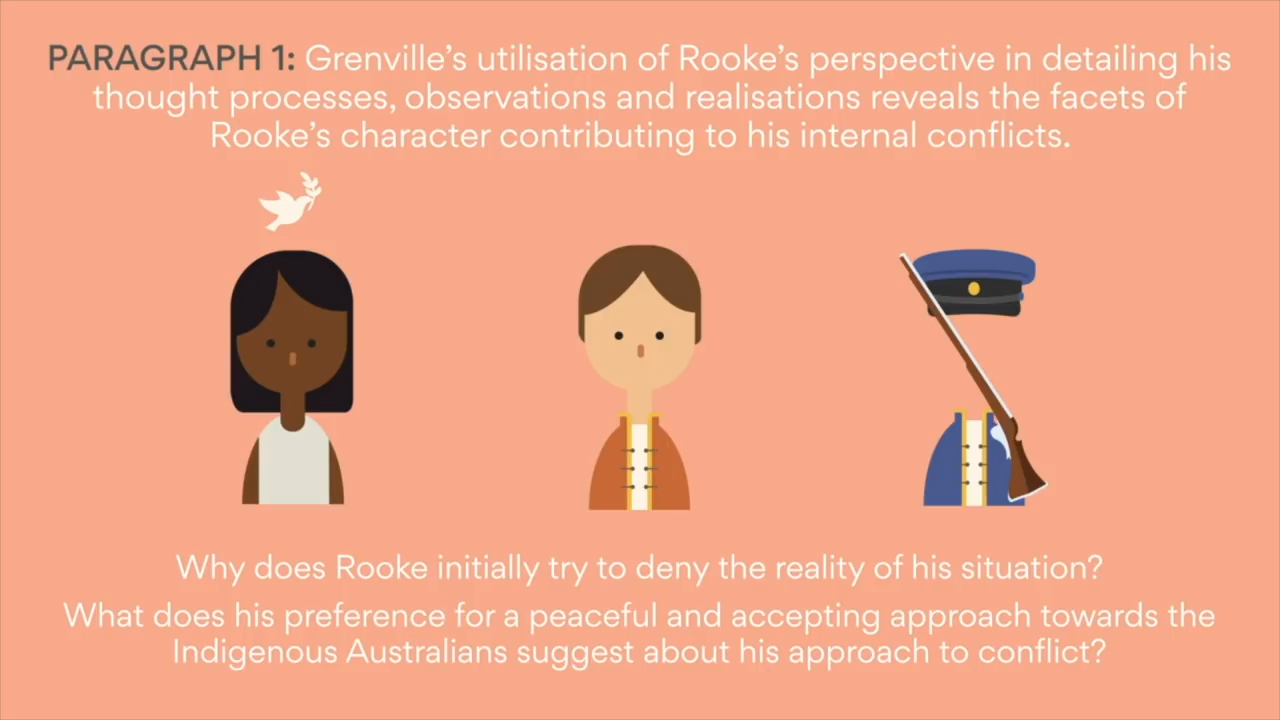 PARAGRAPH 1: Grenville’s utilisation of Rooke’s perspective in detailing his
thought processes, observations and realisations reveals the facets of
Rooke’s character contributing to his internal conflicts.
Why does Rooke initially try to deny the reality of his situation?
What does his preference for a peaceful and accepting approach towards the
Indigenous Australians suggest about his approach to conflict?